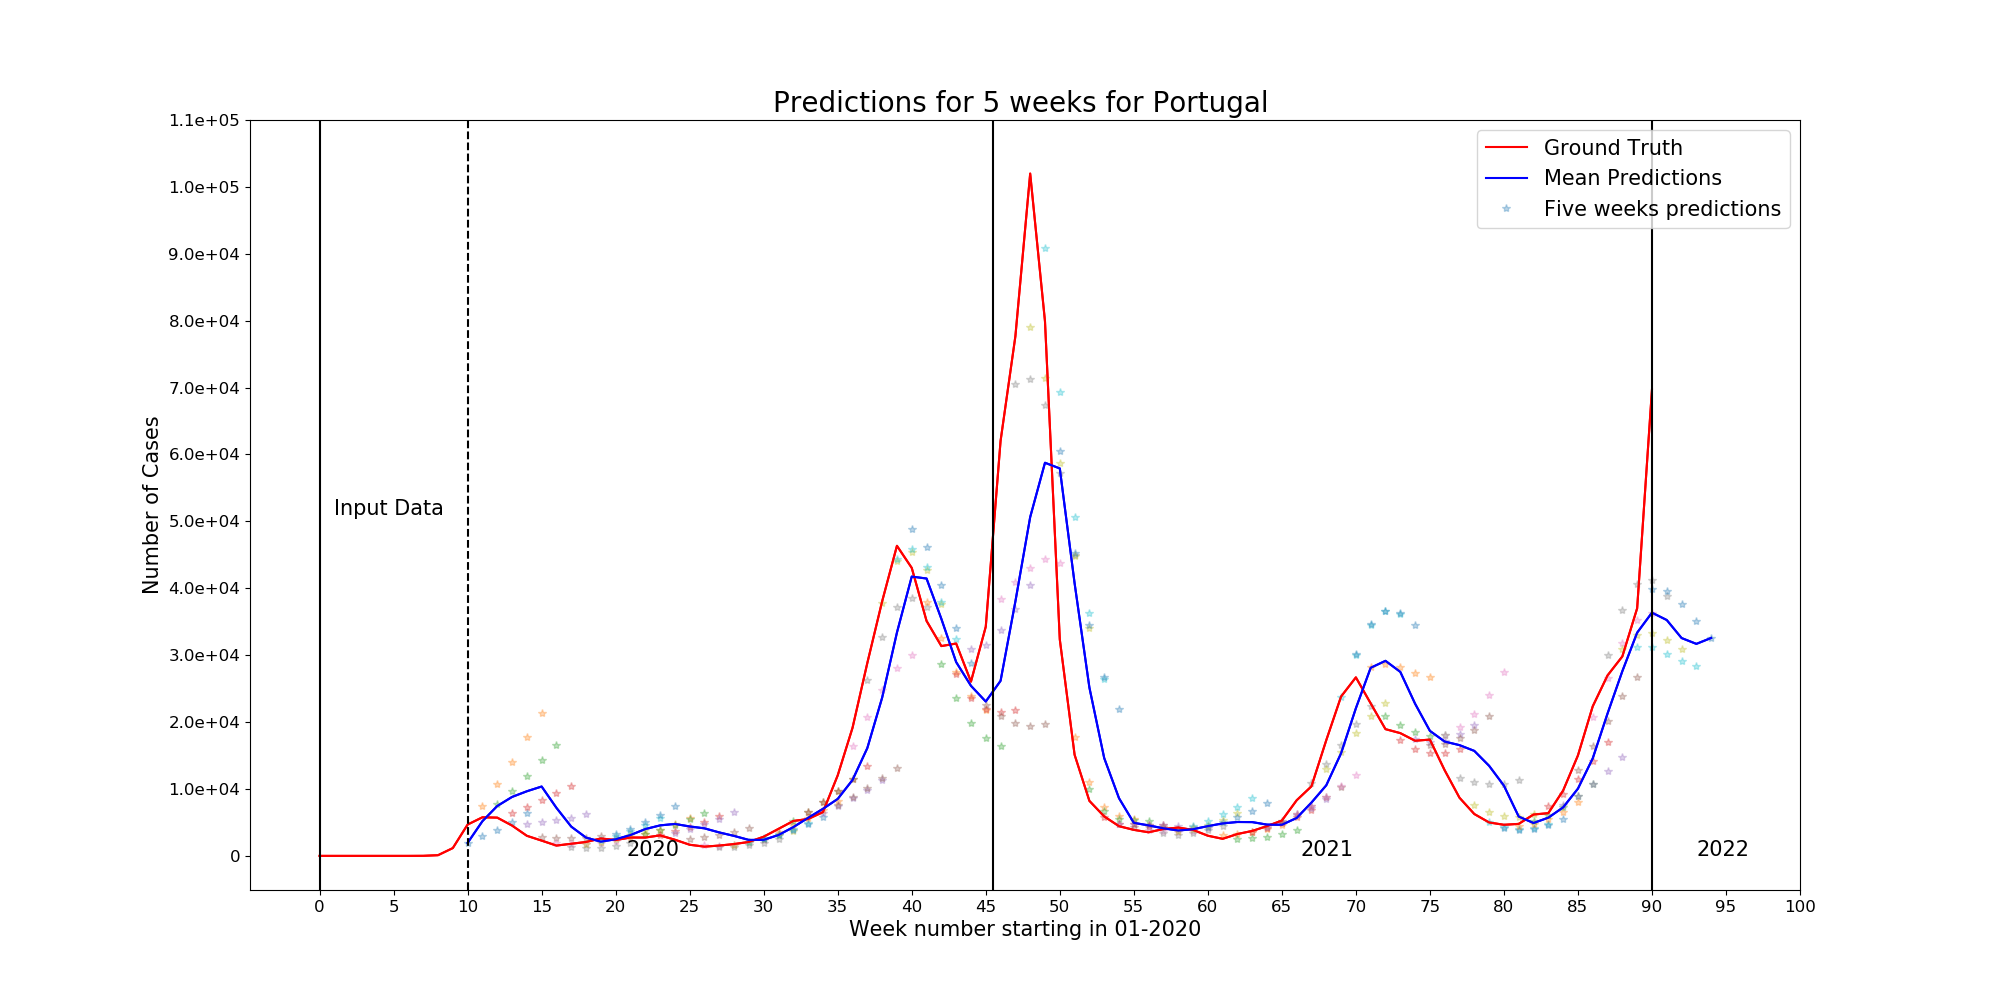 Predictions for 5 weeks for Portugal
1.1e+05
1.0e+05
9.0e+04
8.0e+04
7.0e+04
6.0e+04
5.0e+04
4.0e+04
3.0e+04
2.0e+04
1.0e+04
0
Number of Cases
Ground Truth
Mean Predictions
Five weeks predictions
Input Data
2020
2021
2022
0 5 10 15 20 25 30 35 40 45 50 55 60 65 70 75 80 85 90 95 100
Week number starting in 01-2020